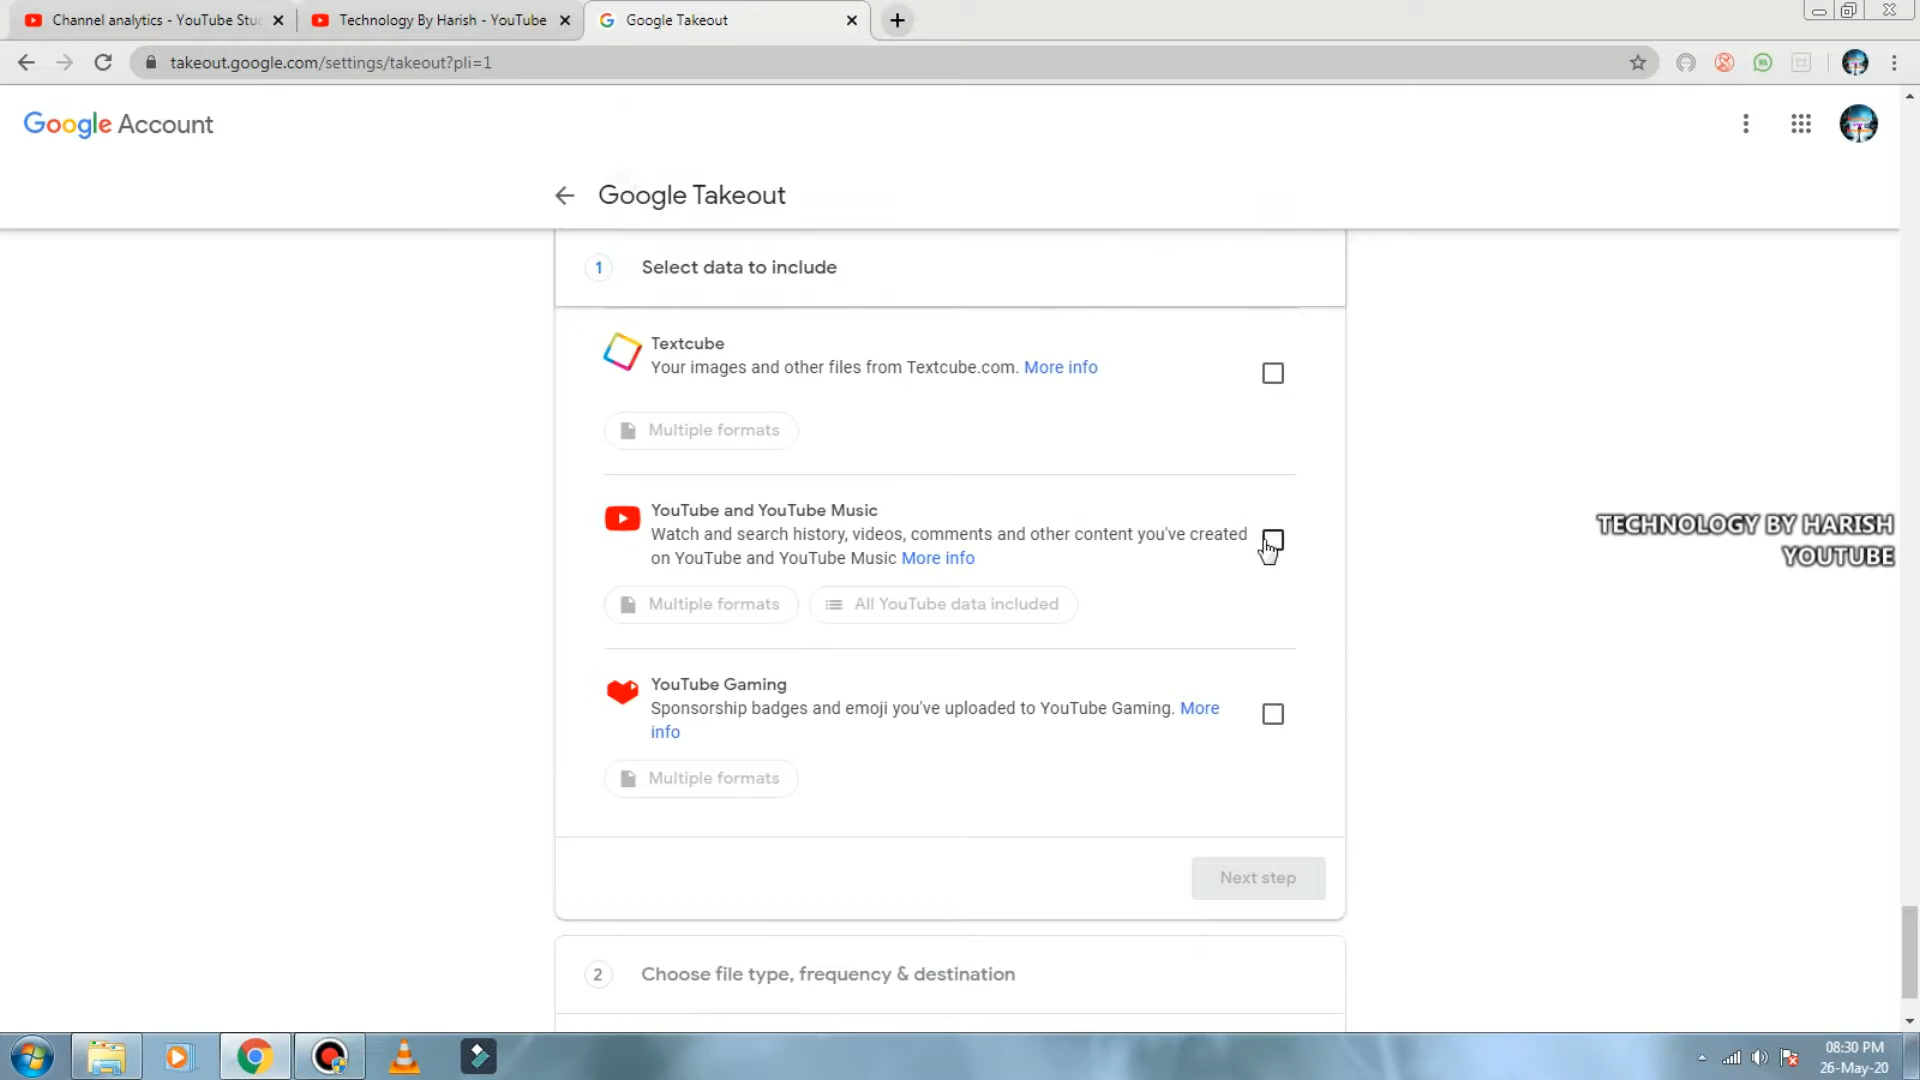 Channel analytics - YouTube Stu
Technology By Harish - YouTube
Google Takeout
takeout.google.com/settings/takeout?pli=1
Google Account
Google Takeout
1 Select data to include
Textcube
Your images and other files from Textcube.com. More info
Multiple formats
YouTube and YouTube Music
Watch and search history, videos, comments and other content you've created
on YouTube and YouTube Music More info
Multiple formats
All YouTube data included
TECHNOLOGY BY HARISH
YOUTUBE
YouTube Gaming
Sponsorship badges and emoji you've uploaded to YouTube Gaming. More
info
Multiple formats
Next step
2 Choose file type, frequency & destination
08:30 PM
26-May-20